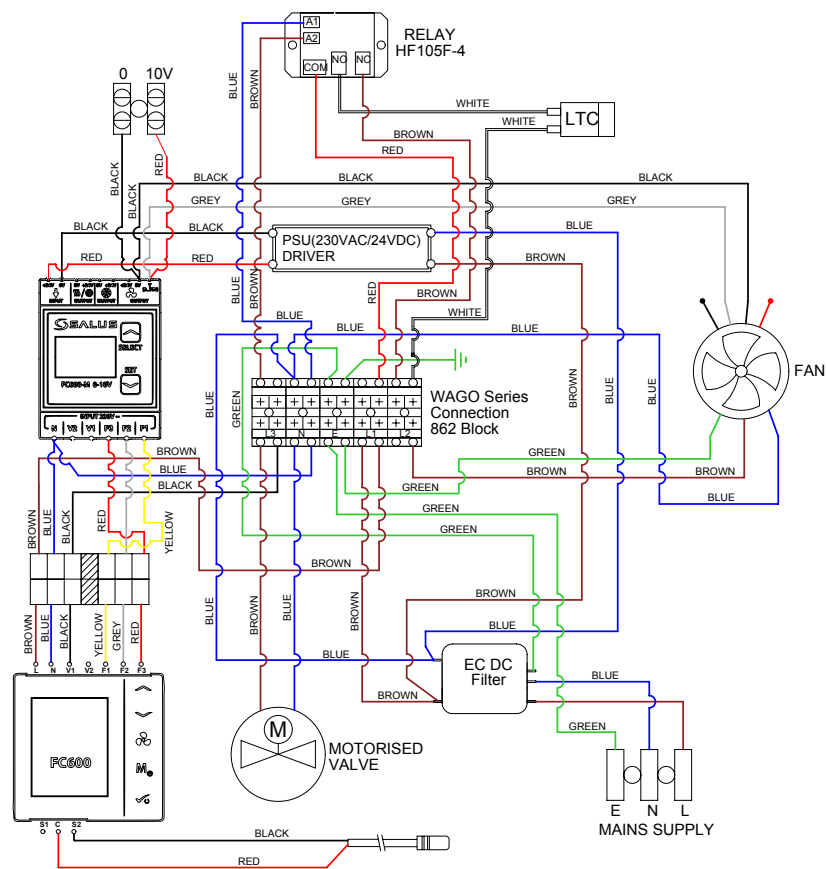 A1
A2
RELAY
HF105F-4
COM
NO
NC
0 10V
BLUE
BROWN
WHITE
WHITE
LTC
BROWN
RED
BLACK
RED
BLACK
BLACK
BLACK
BLACK
GREY
GREY
GREY
BLACK
BLACK
PSU(230VAC/24VDC)
DRIVER
BLUE
RED
RED
BROWN
BLUE
BROWN
RED
BROWN
WHITE
INPUT
OUTPUT
OUTPUT
OUTPUT
SALUS
SELECT
SET
FC600-M 0-10V
N V2 V1 F3 F2 F1
BLUE
BLUE
BLUE
FAN
BLUE
GREEN
BLUE
BLUE
WAGO Series
Connection
862 Block
L3 N E L1 L2
BROWN
BLUE
BLACK
GREEN
BROWN
BROWN
GREEN
BLUE
GREEN
GREEN
BROWN
BLUE
BLACK
RED
YELLOW
BROWN
BROWN
BLUE
BROWN
BLUE
BROWN
BLUE
BROWN
BLUE
BLACK
YELLOW
GREY
RED
L N V1 V2 F1 F2 F3
BLUE
EC DC
Filter
BLUE
BROWN
BROWN
GREEN
FC600
M
M
MOTORISED
VALVE
E N L
MAINS SUPPLY
S1 C S2
BLACK
RED